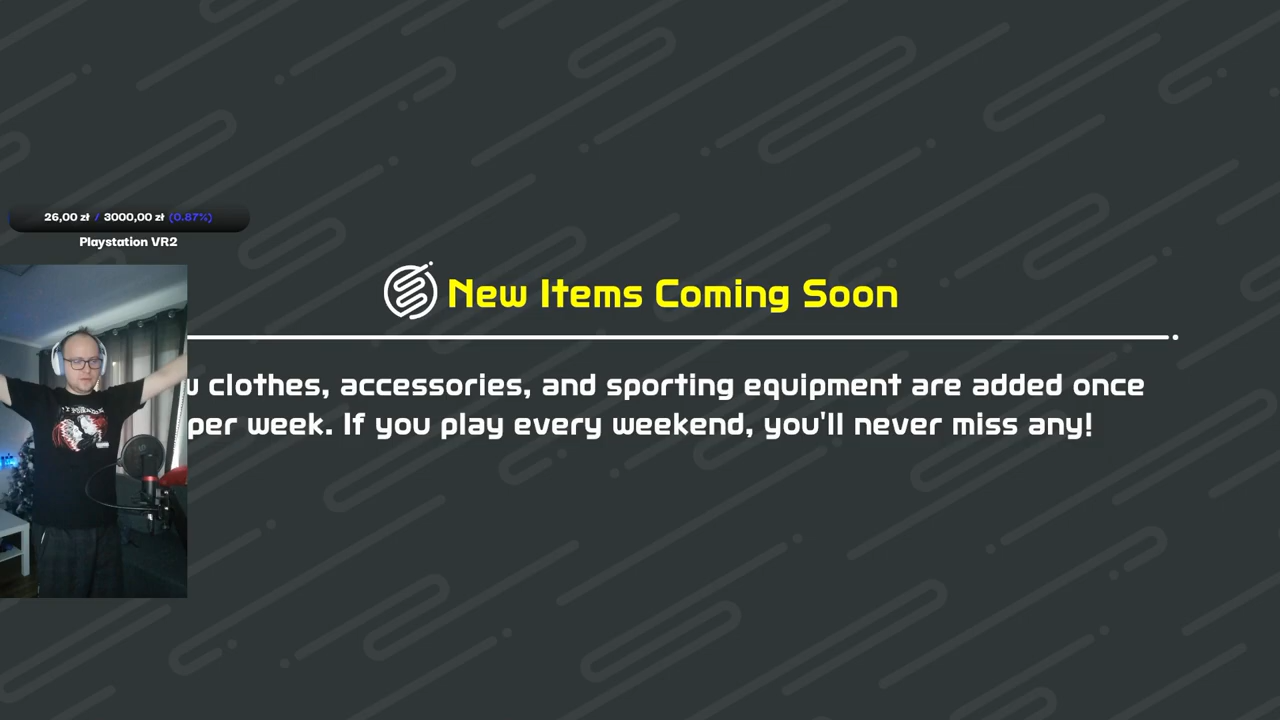 26,00 zł / 3000,00 zł (0.87%)
Playstation VR2
New Items Coming Soon
clothes, accessories, and sporting equipment are added once
per week. If you play every weekend, you'll never miss any!